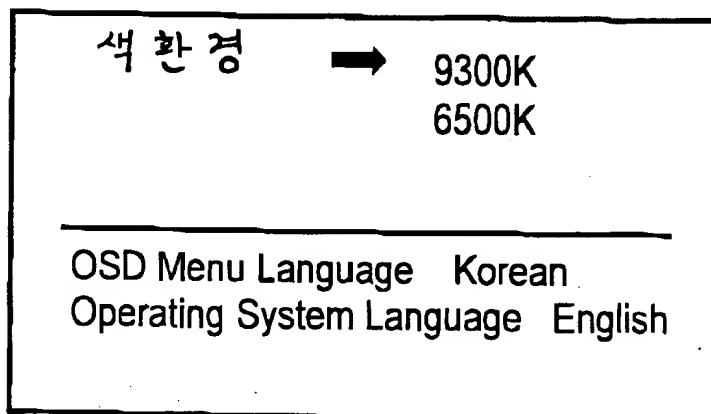 색환경 ➡ 9300K
6500K
OSD Menu Language Korean
Operating System Language English